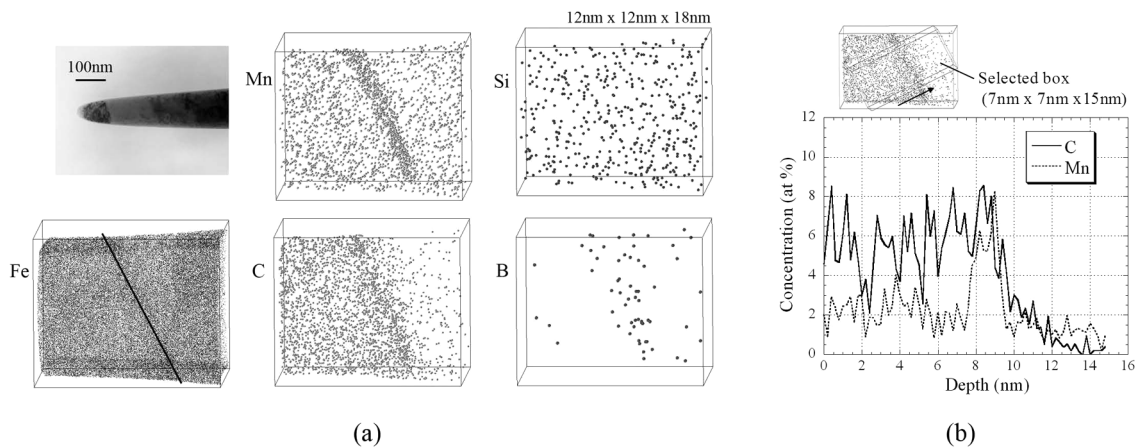 12nm x 12nm x 18nm
100nm
Mn
Si
Fe
C
B
(a)
Selected box
(7nm x 7nm x15nm)
C
Mn
Concentration (at %)
12
10
8
6
4
2
0
0 2 4 6 8 10 12 14 16
Depth (nm)
(b)